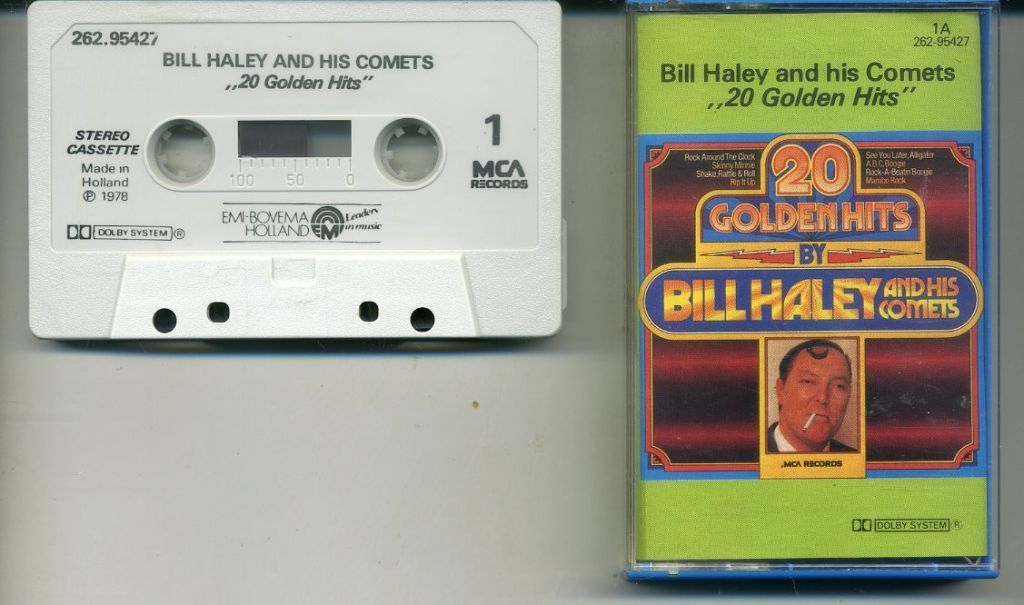 262.95427
BILL HALEY AND HIS COMETS
„20 Golden Hits”
STEREO
CASSETTE
Made in
Holland
Ⓟ 1978
100 50 0
1
MCA
RECORDS
EMI-BOVEMA
HOLLAND
EMI
Leaders
in music
DOLBY SYSTEM ®
1A
262-95427
Bill Haley and his Comets
„20 Golden Hits”
Rock Around The Clock
Skinny Minnie
Shake, Rattle & Roll
Rip It Up
See You Later, Alligator
A.B.C. Boogie
Rock-A-Beatin Boogie
Mambo Rock
20
GOLDEN HITS
BY
BILL HALEY AND HIS
COMETS
MCA RECORDS
DOLBY SYSTEM ®